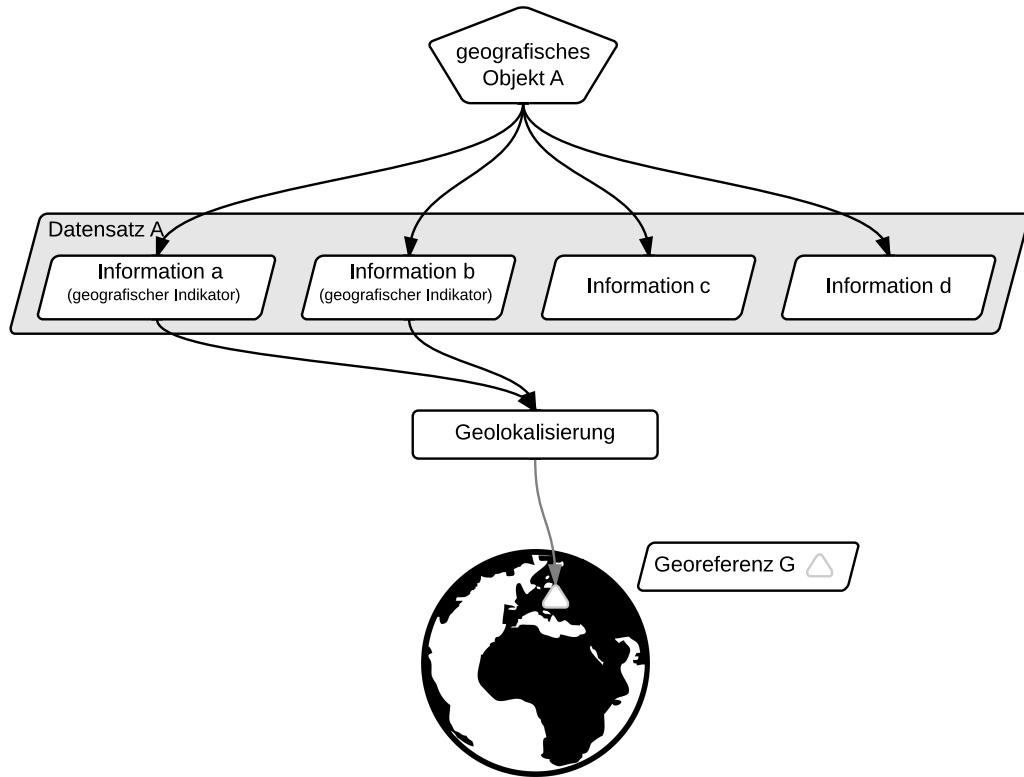 geografisches
Objekt A
Datensatz A
Information a
(geografischer Indikator)
Information b
(geografischer Indikator)
Information c
Information d
Geolokalisierung
Georeferenz G